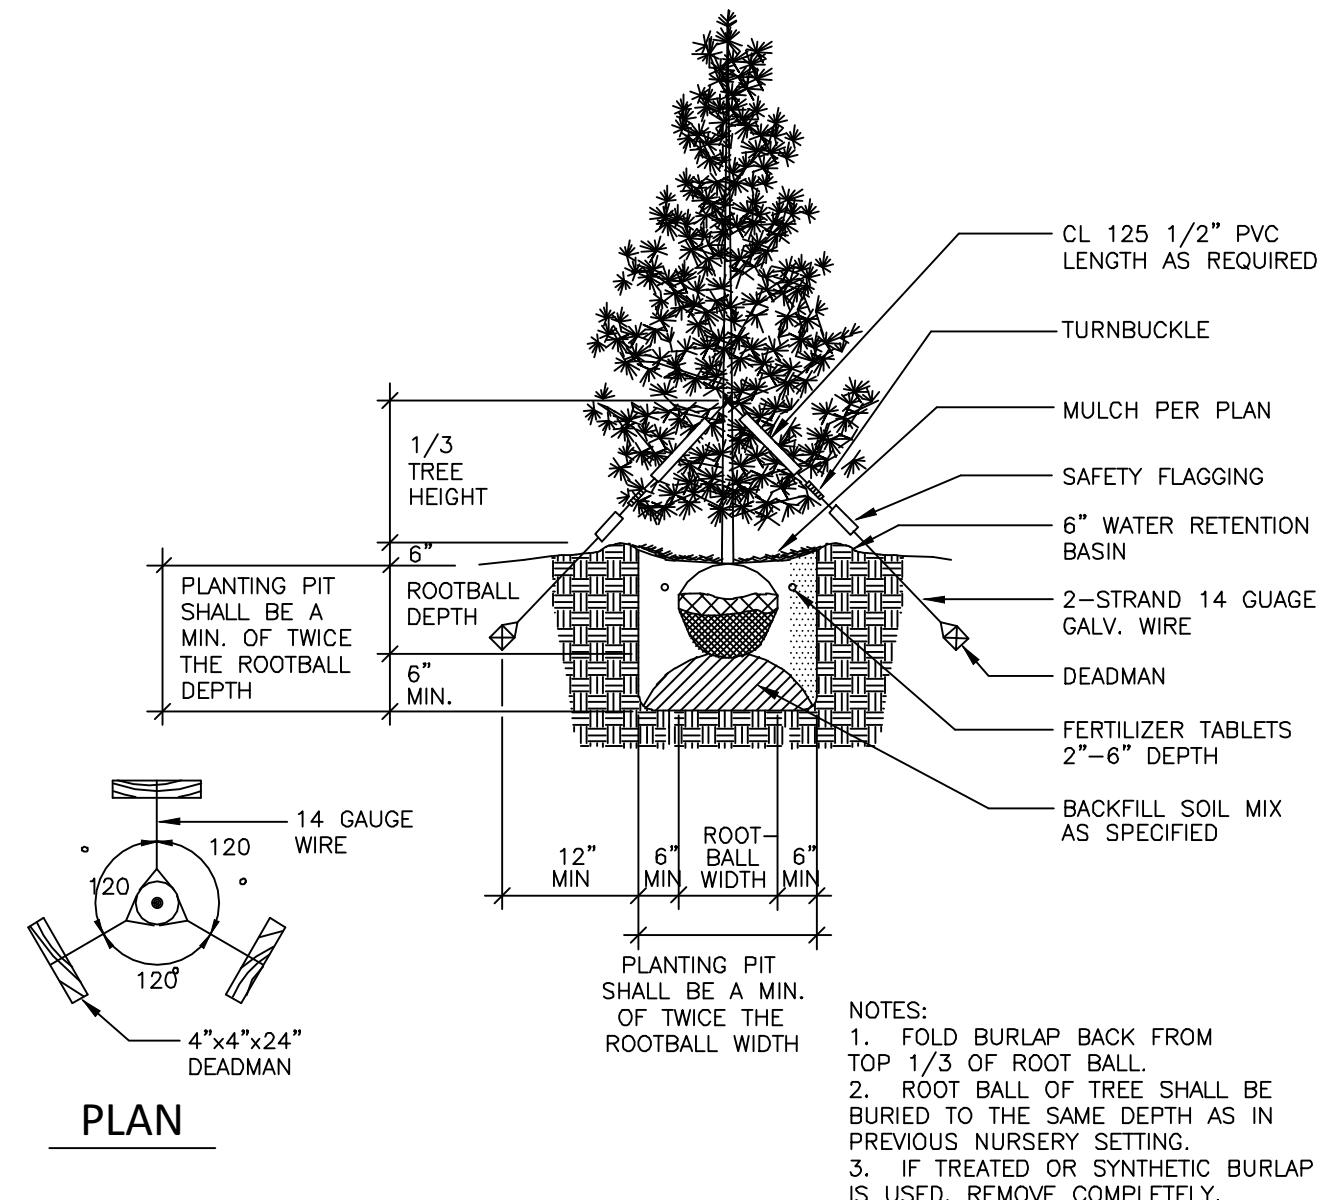 CL 125 1/2" PVC
LENGTH AS REQUIRED
TURNBUCKLE
MULCH PER PLAN
SAFETY FLAGGING
6" WATER RETENTION
BASIN
2-STRAND 14 GUAGE
GALV. WIRE
DEADMAN
FERTILIZER TABLETS
2"-6" DEPTH
BACKFILL SOIL MIX
AS SPECIFIED
1/3
TREE
HEIGHT
6"
ROOTBALL
DEPTH
6"
MIN.
PLANTING PIT
SHALL BE A
MIN. OF TWICE
THE ROOTBALL
DEPTH
12"
MIN
6"
MIN
ROOT-
BALL
WIDTH
6"
MIN
PLANTING PIT
SHALL BE A MIN.
OF TWICE THE
ROOTBALL WIDTH
14 GAUGE
WIRE
120°
120°
120°
4"x4"x24"
DEADMAN
PLAN
NOTES:
1. FOLD BURLAP BACK FROM
TOP 1/3 OF ROOT BALL.
2. ROOT BALL OF TREE SHALL BE
BURIED TO THE SAME DEPTH AS IN
PREVIOUS NURSERY SETTING.
3. IF TREATED OR SYNTHETIC BURLAP
IS USED, REMOVE COMPLETELY.